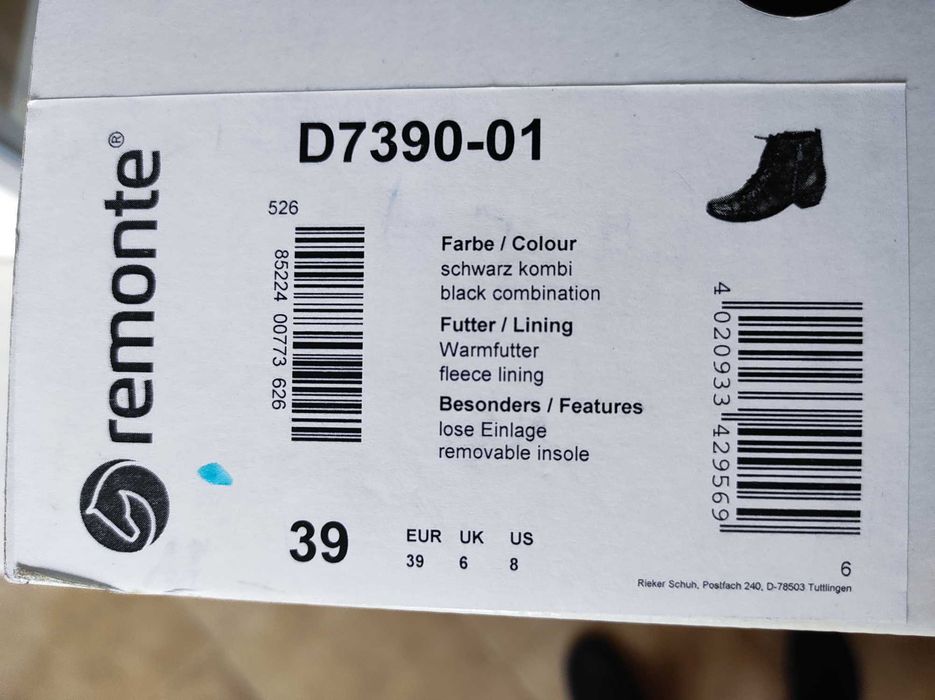 remonte®
D7390-01
526
85224 00773 626
Farbe / Colour
schwarz kombi
black combination
Futter / Lining
Warmfutter
fleece lining
Besonders / Features
lose Einlage
removable insole
4 020933 429569
39
EUR UK US
39 6 8
6
Rieker Schuh, Postfach 240, D-78503 Tuttlingen